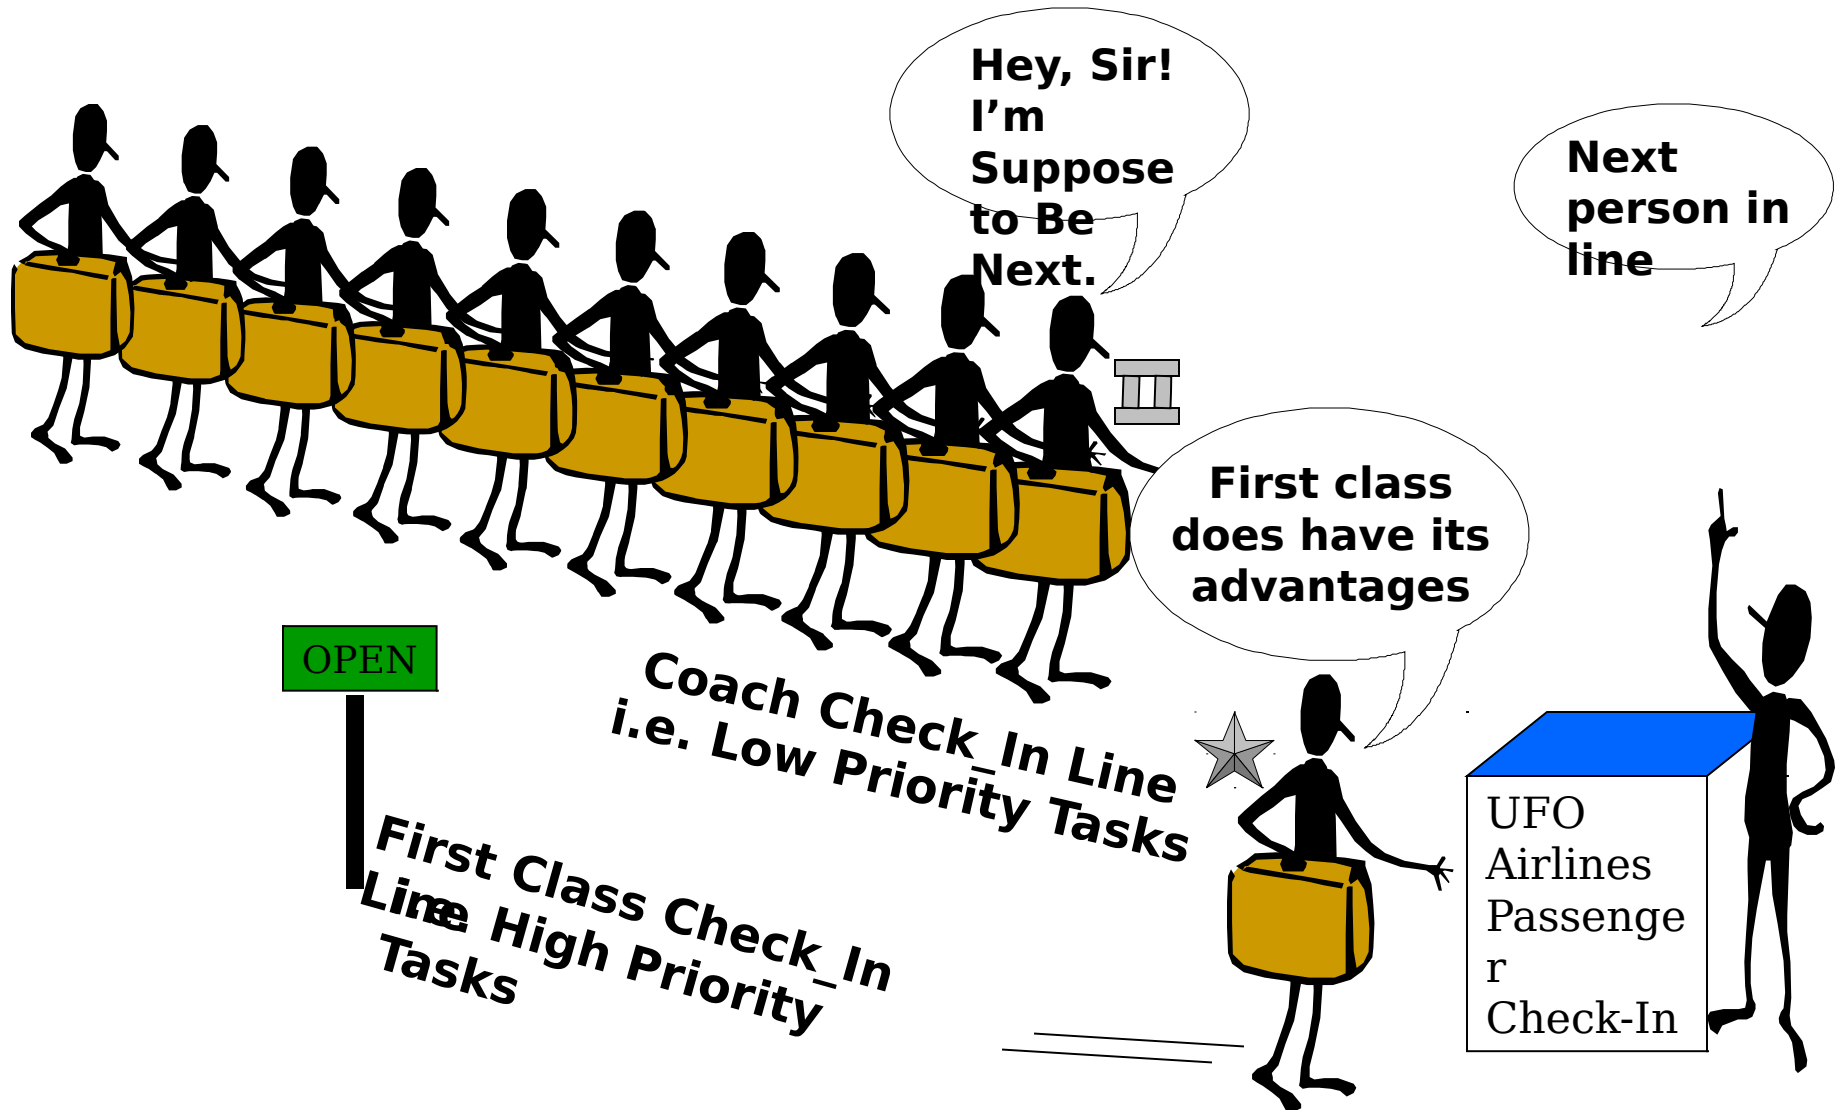 Hey, Sir!
I’m
Suppose
to Be
Next.
Next
person in
line
First class
does have its
advantages
OPEN
Coach Check_In Line
i.e. Low Priority Tasks
First Class Check_In
Line
i.e. High Priority
Tasks
UFO
Airlines
Passenge
r
Check-In